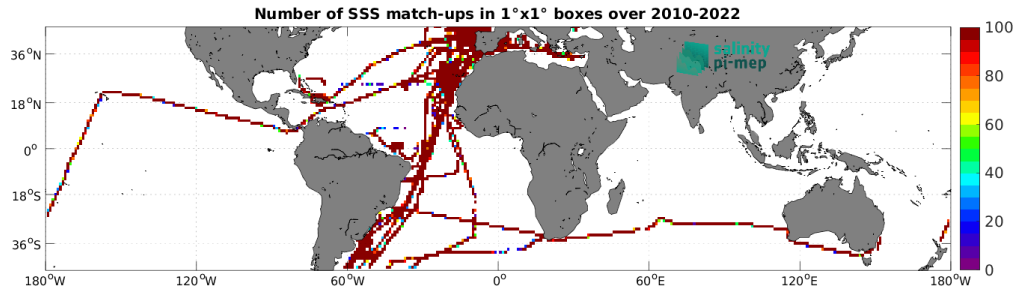 Number of SSS match-ups in 1°x1° boxes over 2010-2022
salinity
pi-mep
36°N
18°N
0°
18°S
36°S
180°W
120°W
60°W
0°
60°E
120°E
180°W
100
80
60
40
20
0